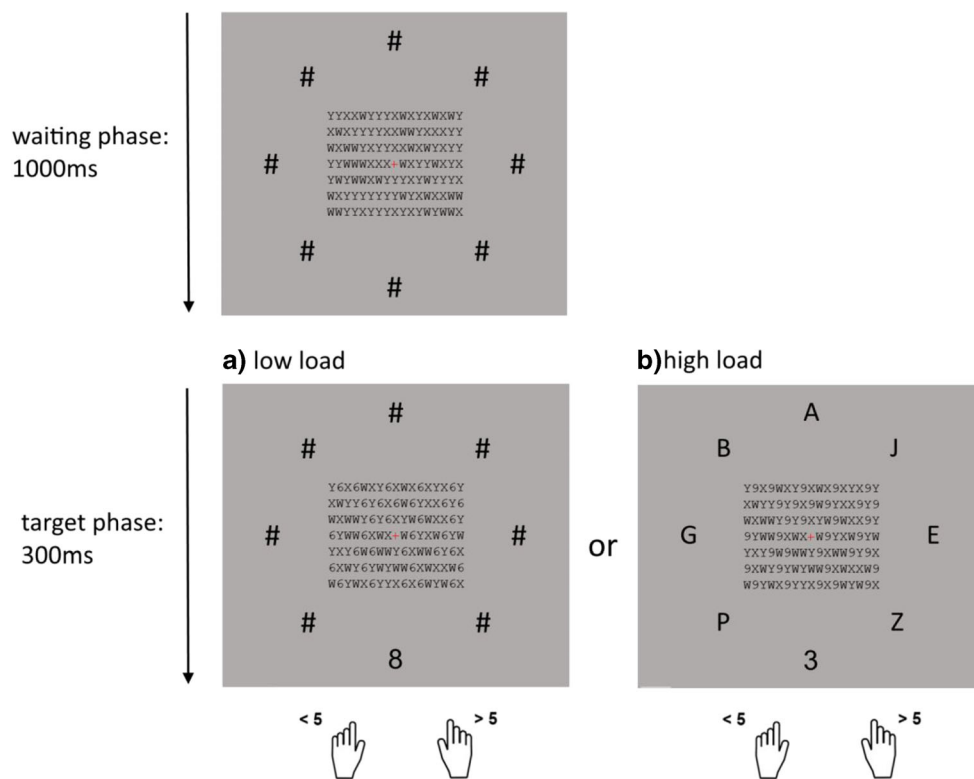 #
# #
YYXXWYYYXWXYXWXWY
XWXYYYYXXWWYXXXYY
WXWWYXYYXXWXWYXYY
waiting phase:
1000ms
# YYWWWXXX+WXYYWXYX #
YWYWWXWYYYXYWYYYX
WXYYYYYYYWYXWXXWW
WWYYXYYYXYXYWYWWX
# #
#
a) low load
#
# #
Y6X6WXY6XWX6XYX6Y
XWYY6Y6X6W6YXX6Y6
WXWWY6Y6XYW6WXX6Y
target phase:
300ms
# 6YWW6XWX+W6YXW6YW #
YXY6W6WWY6XWW6Y6X
6XWY6YWYWW6XWXXW6
W6YWX6YYX6X6WYW6X
# #
8
< 5 > 5
or
b) high load
A
B J
Y9X9WXY9XWX9XYX9Y
XWYY9Y9X9W9YXX9Y9
WXWWY9Y9XYW9WXX9Y
G 9YWW9XWX+W9YXW9YW E
YXY9W9WWY9XWW9Y9X
9XWY9YWYWW9XWXXW9
W9YWX9YYX9X9WYW9X
P Z
3
< 5 > 5